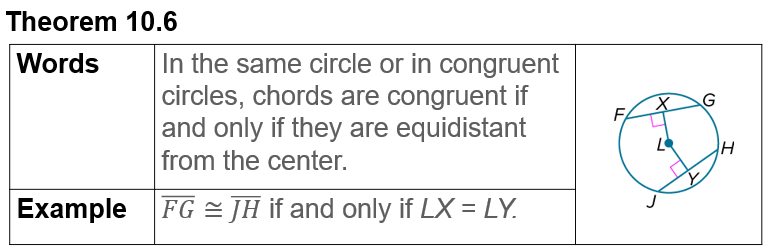 Theorem 10.6
Words
In the same circle or in congruent
circles, chords are congruent if
and only if they are equidistant
from the center.
Example
F̅G̅ ≅ J̅H̅ if and only if LX = LY.
F
X
G
L
H
Y
J